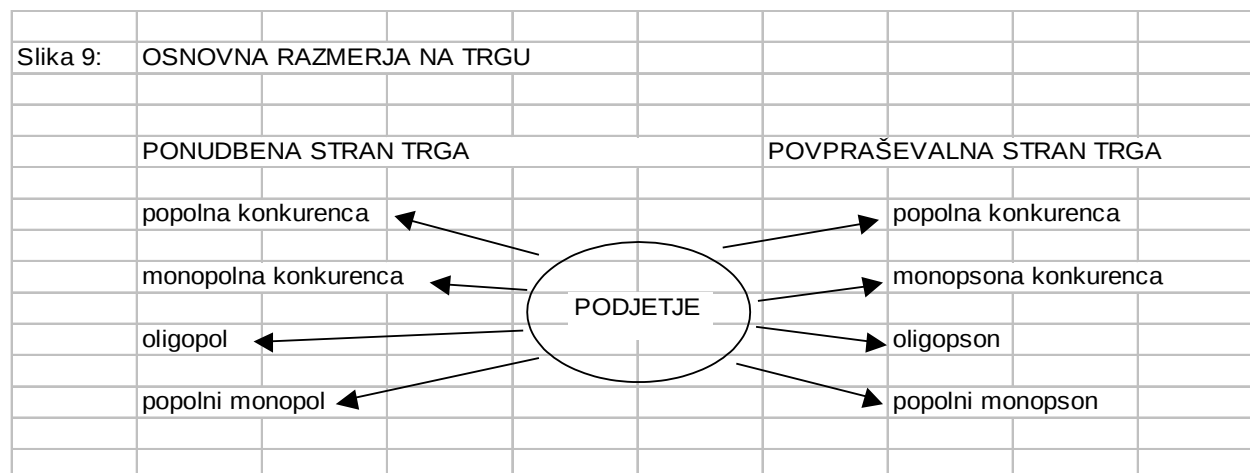 Slika 9: OSNOVNA RAZMERJA NA TRGU
PONUDBENA STRAN TRGA POVPRAŠEVALNA STRAN TRGA
popolna konkurenca popolna konkurenca
monopolna konkurenca monopsona konkurenca
PODJETJE
oligopol oligopson
popolni monopol popolni monopson